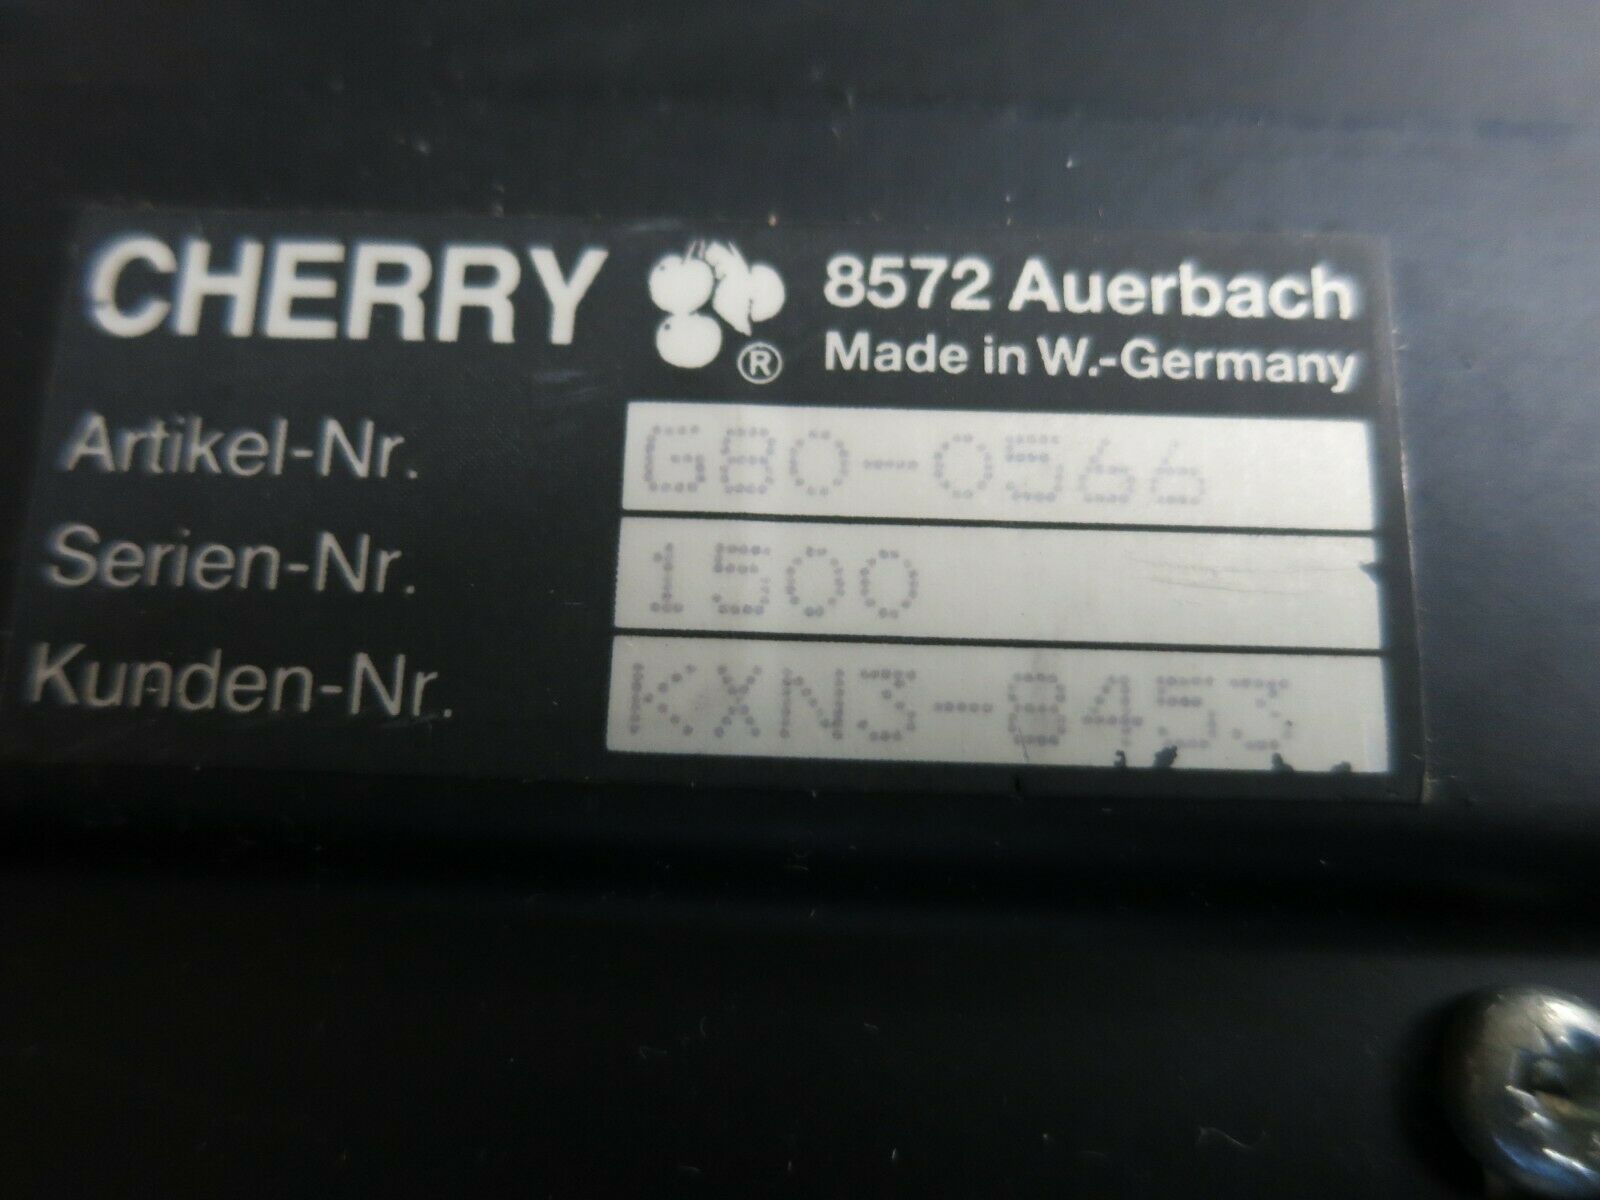 CHERRY ® 8572 Auerbach
Made in W.-Germany
Artikel-Nr. G80-0566
Serien-Nr. 1500
Kunden-Nr. KXN3-8453